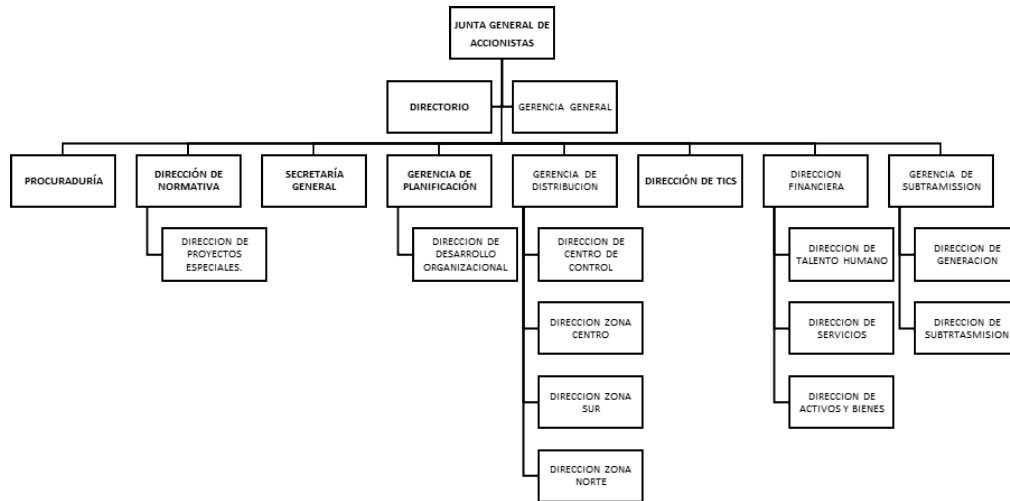 JUNTA GENERAL DE
ACCIONISTAS
DIRECTORIO
GERENCIA GENERAL
PROCURADURÍA
DIRECCIÓN DE
NORMATIVA
SECRETARÍA
GENERAL
GERENCIA DE
PLANIFICACIÓN
GERENCIA DE
DISTRIBUCION
DIRECCIÓN DE TICS
DIRECCION
FINANCIERA
GERENCIA DE
SUBTRAMISSION
DIRECCION DE
PROYECTOS
ESPECIALES.
DIRECCION DE
DESARROLLO
ORGANIZACIONAL
DIRECCION DE
CENTRO DE
CONTROL
DIRECCION DE
TALENTO HUMANO
DIRECCION DE
GENERACION
DIRECCION ZONA
CENTRO
DIRECCION DE
SERVICIOS
DIRECCION DE
SUBTRTASMISION
DIRECCION ZONA
SUR
DIRECCION DE
ACTIVOS Y BIENES
DIRECCION ZONA
NORTE